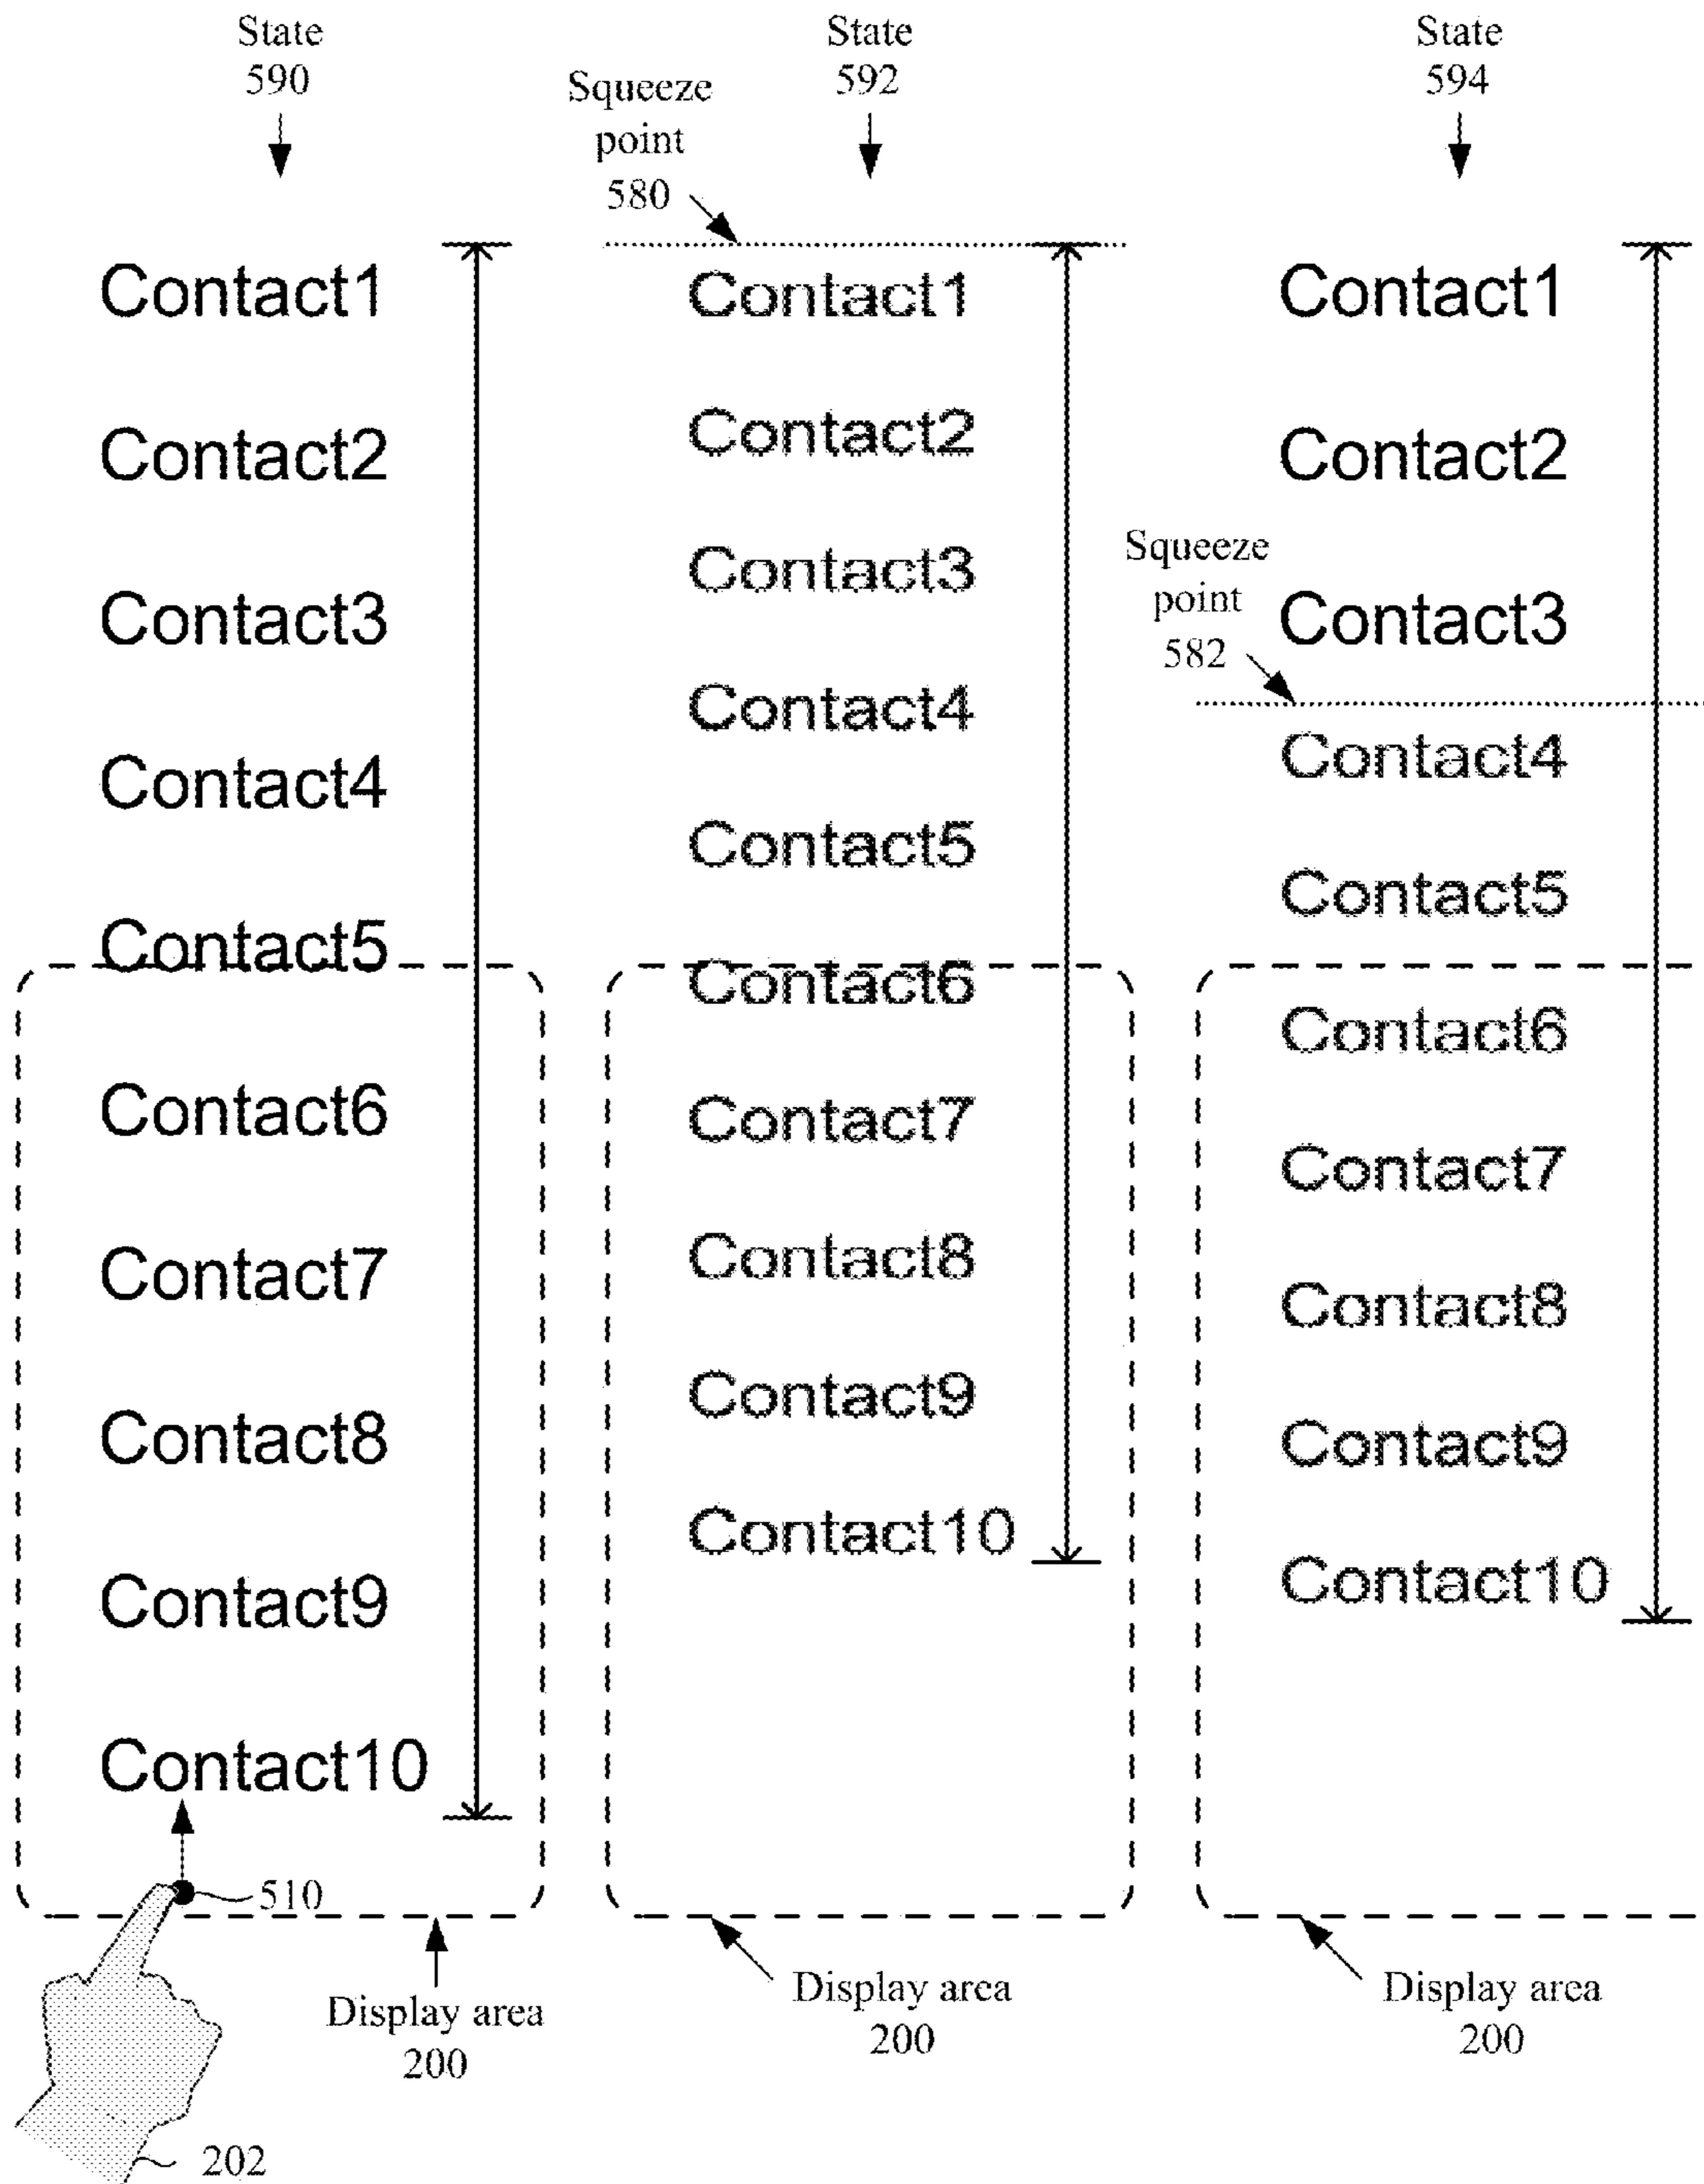 State
590
Contact1
Contact2
Contact3
Contact4
Contact5
Contact6
Contact7
Contact8
Contact9
Contact10
510
Display area
200
202
State
592
Squeeze
point
580
Contact1
Contact2
Contact3
Contact4
Contact5
Contact6
Contact7
Contact8
Contact9
Contact10
Display area
200
State
594
Contact1
Contact2
Contact3
Squeeze
point
582
Contact4
Contact5
Contact6
Contact7
Contact8
Contact9
Contact10
Display area
200